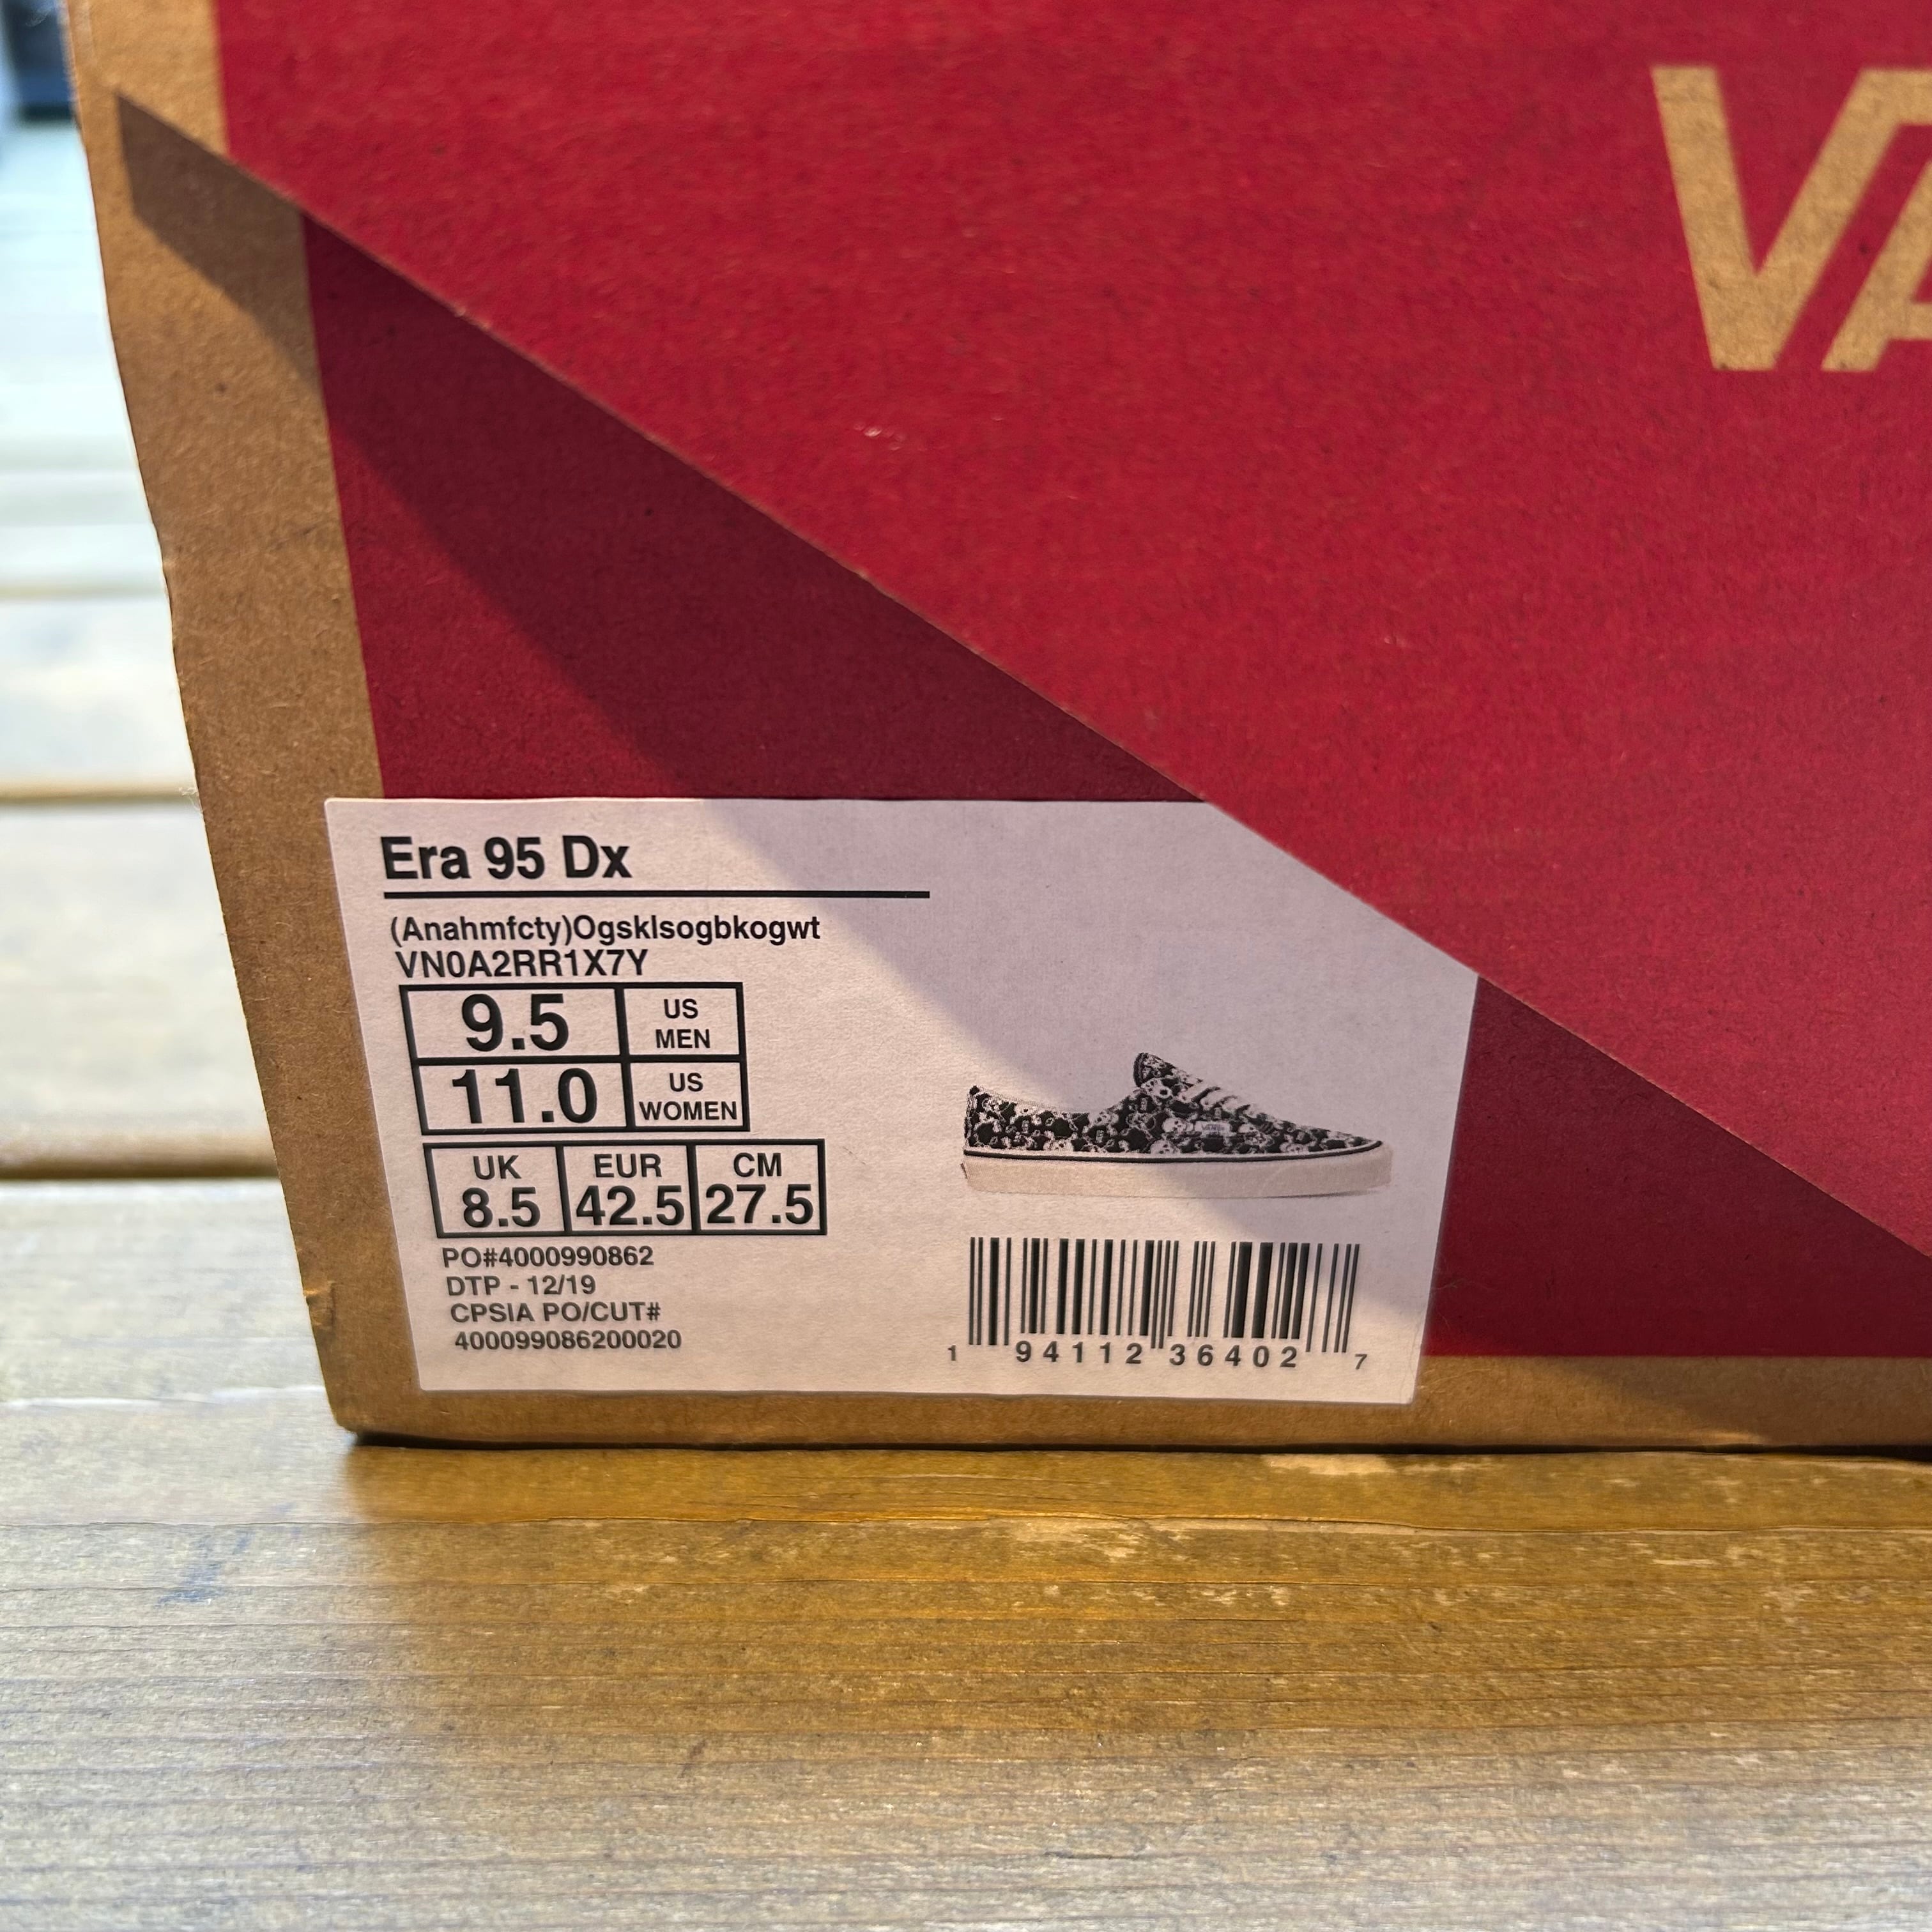 VA
Era 95 Dx
(Anahmfcty)Ogsklsogbkogwt
VN0A2RR1X7Y
9.5 US MEN
11.0 US WOMEN
UK EUR CM
8.5 42.5 27.5
PO#4000990862
DTP - 12/19
CPSIA PO/CUT#
400099086200020
1 94112 36402 7